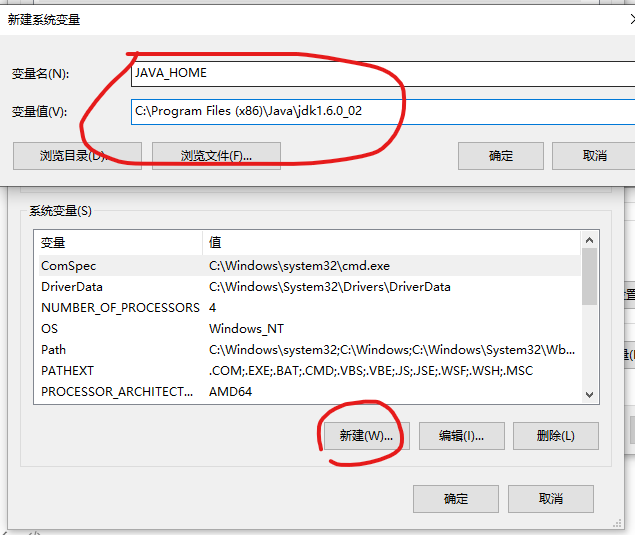 新建系统变量
变量名(N): JAVA_HOME
变量值(V): C:\Program Files (x86)\Java\jdk1.6.0_02
浏览目录(D)... 浏览文件(F)... 确定 取消
系统变量(S)
变量 值
ComSpec C:\Windows\system32\cmd.exe
DriverData C:\Windows\System32\Drivers\DriverData
NUMBER_OF_PROCESSORS 4
OS Windows_NT
Path C:\Windows\system32;C:\Windows;C:\Windows\System32\Wb...
PATHEXT .COM;.EXE;.BAT;.CMD;.VBS;.VBE;.JS;.JSE;.WSF;.WSH;.MSC
PROCESSOR_ARCHITECT... AMD64
新建(W)... 编辑(I)... 删除(L)
确定 取消